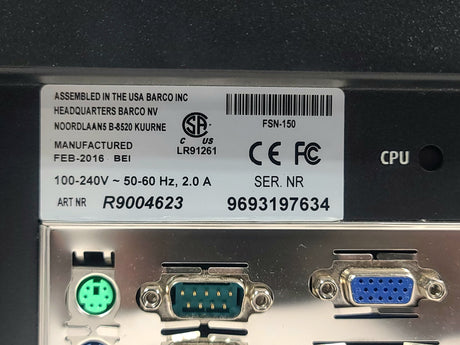 ASSEMBLED IN THE USA BARCO INC
HEADQUARTERS BARCO NV
NOORDLAAN5 B-8520 KUURNE
MANUFACTURED
FEB-2016 BEI
SA
C US
LR91261
FSN-150
CE FC
100-240V ~ 50-60 Hz, 2.0 A
SER. NR
ART NR R9004623
9693197634
CPU